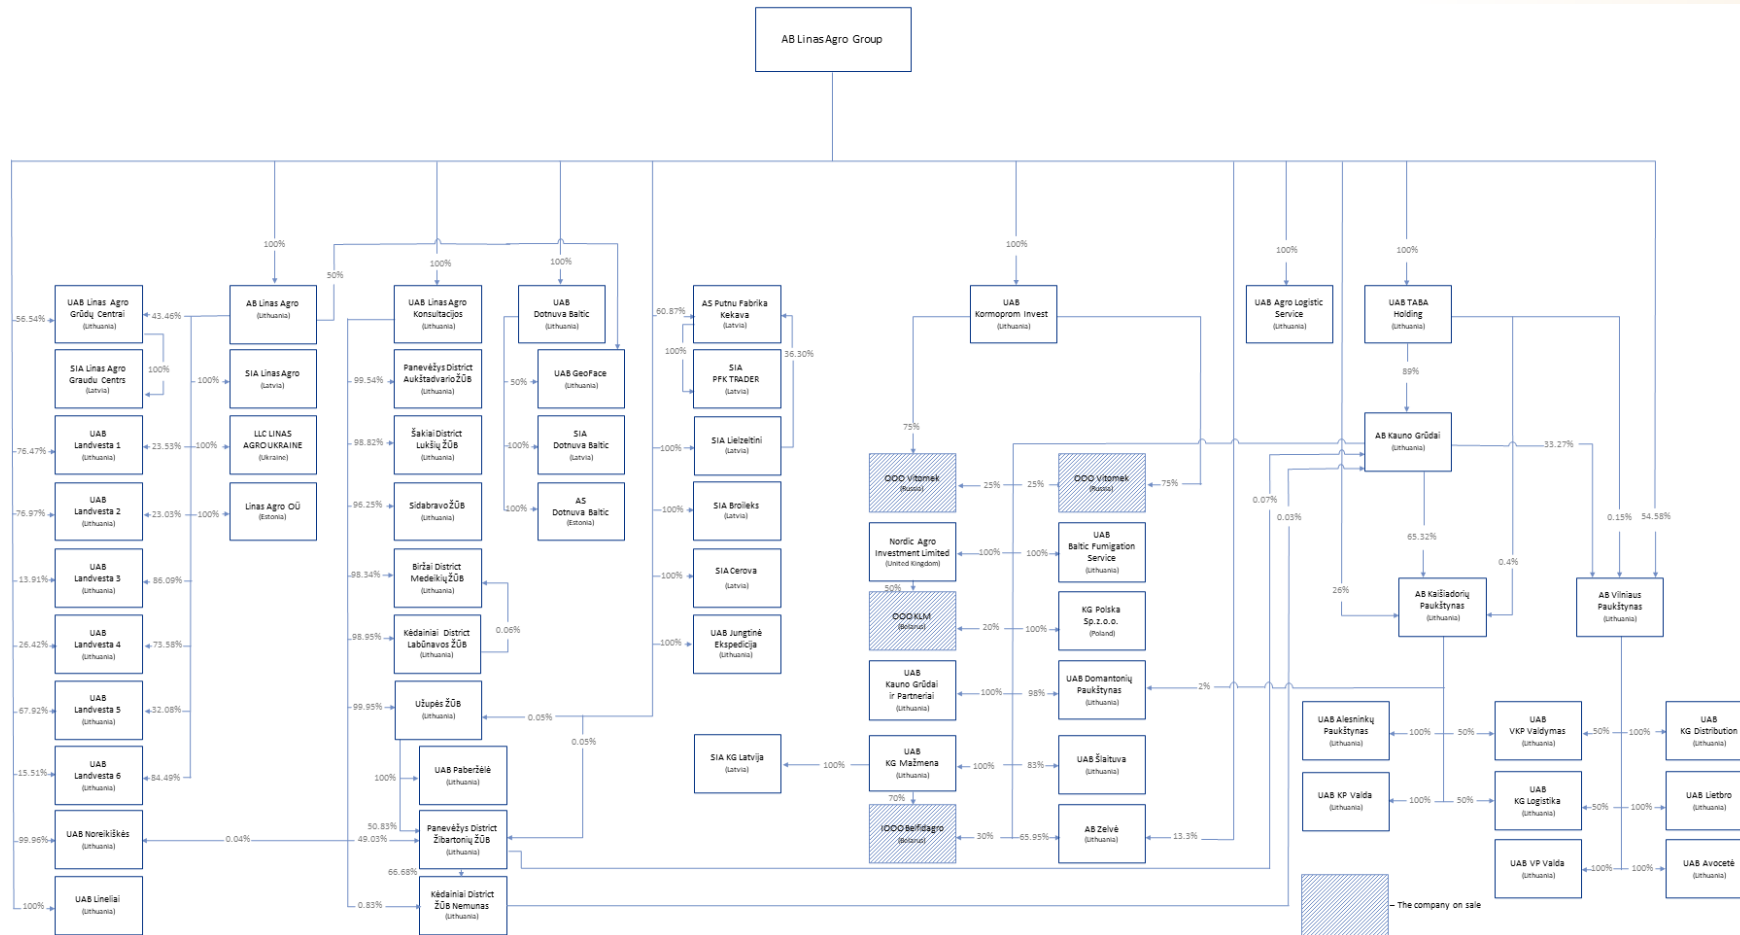 AB Linas Agro Group
100%
50%
100%
100%
100%
100%
100%
UAB Linas Agro
Grūdų Centrai
(Lithuania)
56.54%
43.46%
AB Linas Agro
(Lithuania)
UAB Linas Agro
Konsultacijos
(Lithuania)
UAB
Dotnuva Baltic
(Lithuania)
60.87%
AS Putnu Fabrika
Kekava
(Latvia)
UAB
Kormoprom Invest
(Lithuania)
UAB Agro Logistic
Service
(Lithuania)
UAB TABA
Holding
(Lithuania)
100%
100%
36.30%
SIA Linas Agro
Graudu Centrs
(Latvia)
100%
SIA Linas Agro
(Latvia)
99.54%
Panevėžys District
Aukštadvario ŽŪB
(Lithuania)
50%
UAB GeoFace
(Lithuania)
SIA
PFK TRADER
(Latvia)
89%
76.47%
UAB
Landvesta 1
(Lithuania)
23.53%
100%
LLC LINAS
AGRO UKRAINE
(Ukraine)
98.82%
Šakiai District
Lukšių ŽŪB
(Lithuania)
100%
SIA
Dotnuva Baltic
(Latvia)
100%
SIA Lielzeltini
(Latvia)
75%
AB Kauno Grūdai
(Lithuania)
33.27%
76.97%
UAB
Landvesta 2
(Lithuania)
23.03%
100%
Linas Agro OÜ
(Estonia)
96.25%
Sidabravo ŽŪB
(Lithuania)
100%
AS
Dotnuva Baltic
(Estonia)
100%
SIA Broileks
(Latvia)
OOO Vitomek
(Russia)
25%
25%
OOO Vitomek
(Russia)
75%
0.07%
0.03%
65.32%
0.4%
0.15%
54.58%
13.91%
UAB
Landvesta 3
(Lithuania)
86.09%
98.34%
Biržai District
Medeikių ŽŪB
(Lithuania)
100%
SIA Cerova
(Latvia)
Nordic Agro
Investment Limited
(United Kingdom)
100%
100%
UAB
Baltic Fumigation
Service
(Lithuania)
50%
26%
AB Kaišiadorių
Paukštynas
(Lithuania)
AB Vilniaus
Paukštynas
(Lithuania)
26.42%
UAB
Landvesta 4
(Lithuania)
73.58%
98.95%
Kėdainiai District
Labūnavos ŽŪB
(Lithuania)
0.06%
100%
UAB Jungtinė
Ekspedicija
(Lithuania)
OOO KLM
(Belarus)
20%
100%
KG Polska
Sp.z.o.o.
(Poland)
67.92%
UAB
Landvesta 5
(Lithuania)
32.08%
99.95%
Užupės ŽŪB
(Lithuania)
0.05%
0.05%
UAB
Kauno Grūdai
ir Partneriai
(Lithuania)
100%
98%
UAB Domantonių
Paukštynas
(Lithuania)
2%
UAB Alesninkų
Paukštynas
(Lithuania)
100%
50%
UAB
VKP Valdymas
(Lithuania)
50%
100%
UAB
KG Distribution
(Lithuania)
15.51%
UAB
Landvesta 6
(Lithuania)
84.49%
100%
UAB Paberžėlė
(Lithuania)
SIA KG Latvija
(Latvia)
100%
UAB
KG Mažmena
(Lithuania)
100%
83%
UAB Šlaituva
(Lithuania)
70%
UAB KP Valda
(Lithuania)
100%
50%
UAB
KG Logistika
(Lithuania)
50%
100%
UAB Lietbro
(Lithuania)
99.96%
UAB Noreikiškės
(Lithuania)
0.04%
50.83%
49.03%
Panevėžys District
Žibartonių ŽŪB
(Lithuania)
IOOO Belfidagro
(Belarus)
30%
65.95%
AB Zelvė
(Lithuania)
13.3%
UAB VP Valda
(Lithuania)
100%
100%
UAB Avocetė
(Lithuania)
66.68%
100%
UAB Lineliai
(Lithuania)
0.83%
Kėdainiai District
ŽŪB Nemunas
(Lithuania)
– The company on sale